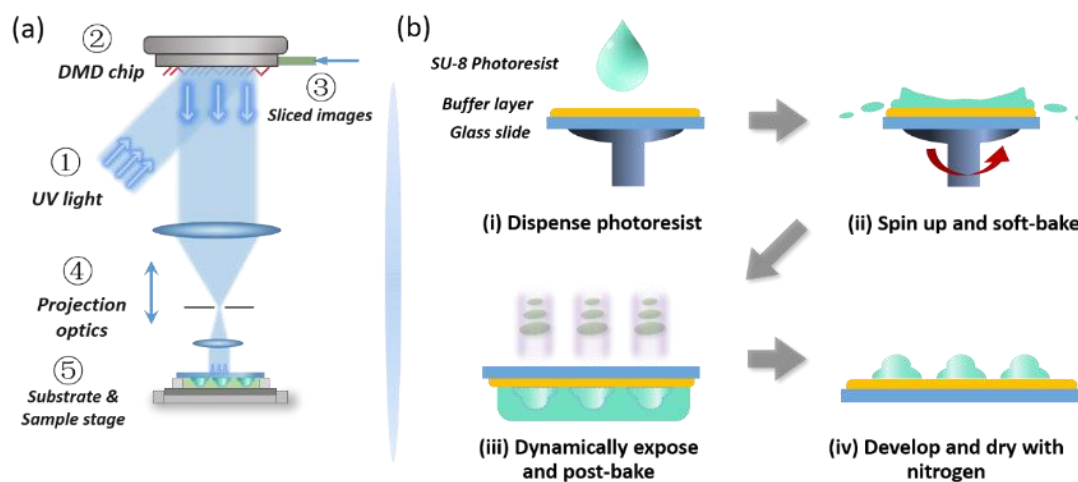 (a)
②
DMD chip
③
Sliced images
①
UV light
④
Projection
optics
⑤
Substrate &
Sample stage
(b)
SU-8 Photoresist
Buffer layer
Glass slide
(i) Dispense photoresist
(ii) Spin up and soft-bake
(iii) Dynamically expose
and post-bake
(iv) Develop and dry with
nitrogen